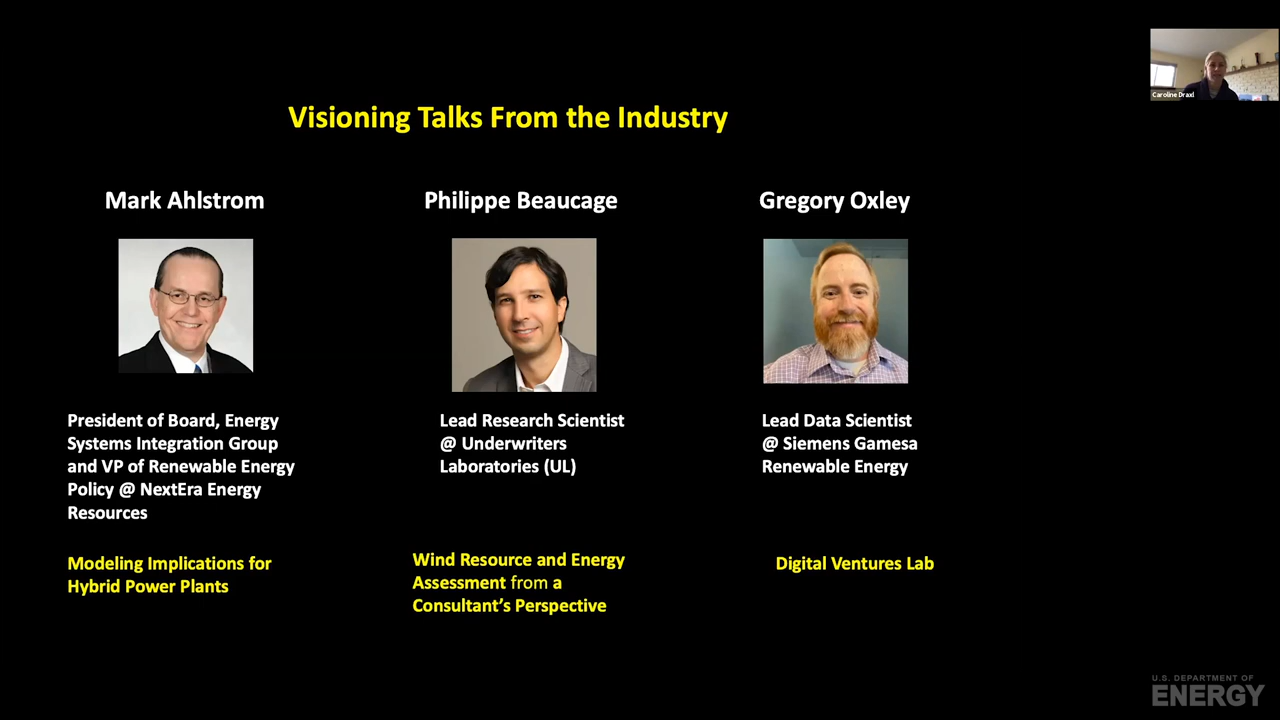 Caroline Draxl
Visioning Talks From the Industry
Mark Ahlstrom
President of Board, Energy
Systems Integration Group
and VP of Renewable Energy
Policy @ NextEra Energy
Resources
Modeling Implications for
Hybrid Power Plants
Philippe Beaucage
Lead Research Scientist
@ Underwriters
Laboratories (UL)
Wind Resource and Energy
Assessment from a
Consultant's Perspective
Gregory Oxley
Lead Data Scientist
@ Siemens Gamesa
Renewable Energy
Digital Ventures Lab
U.S. DEPARTMENT OF
ENERGY